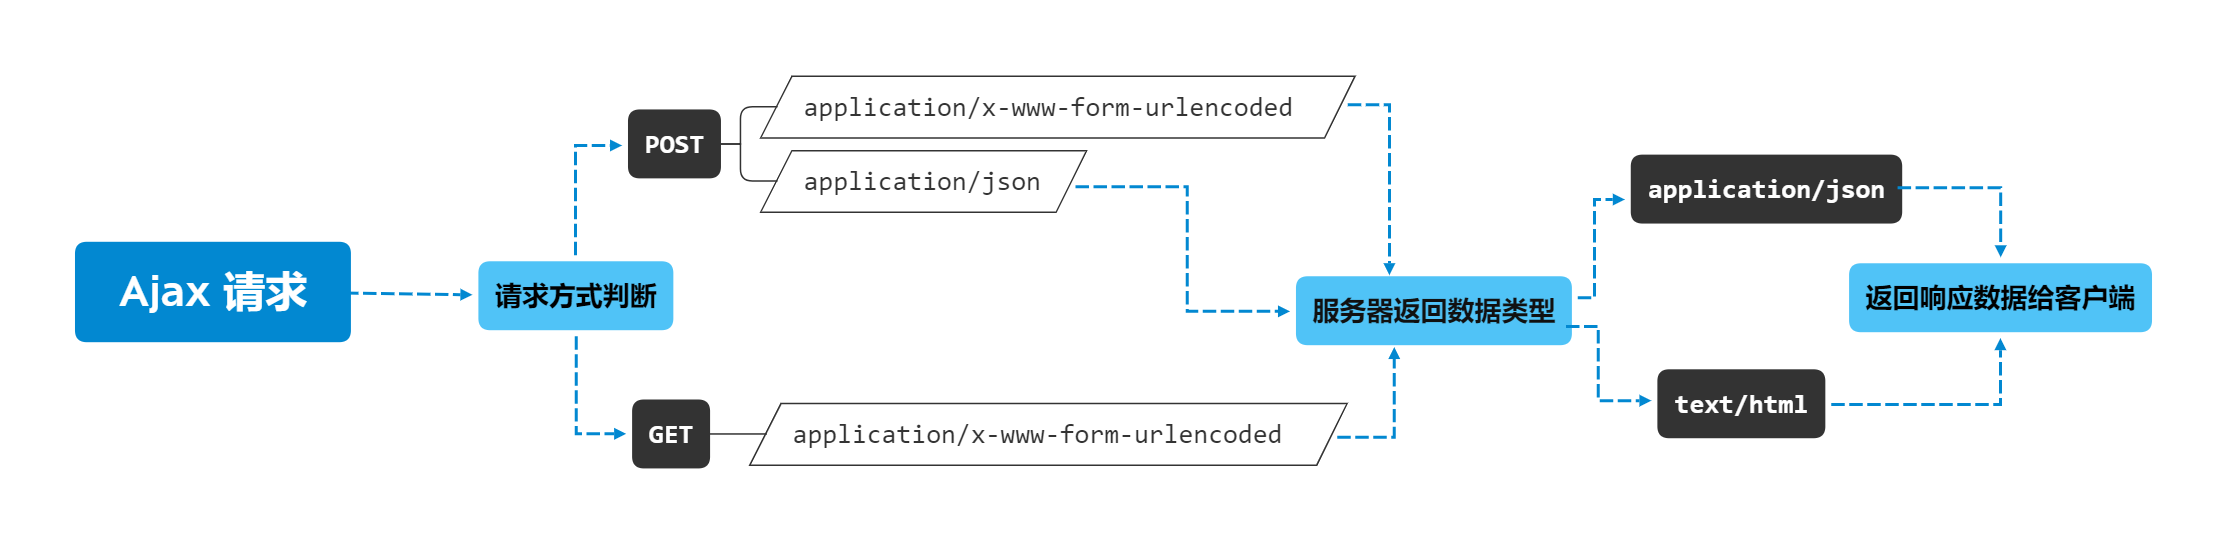 Ajax 请求
请求方式判断
POST
application/x-www-form-urlencoded
application/json
GET
application/x-www-form-urlencoded
服务器返回数据类型
application/json
text/html
返回响应数据给客户端